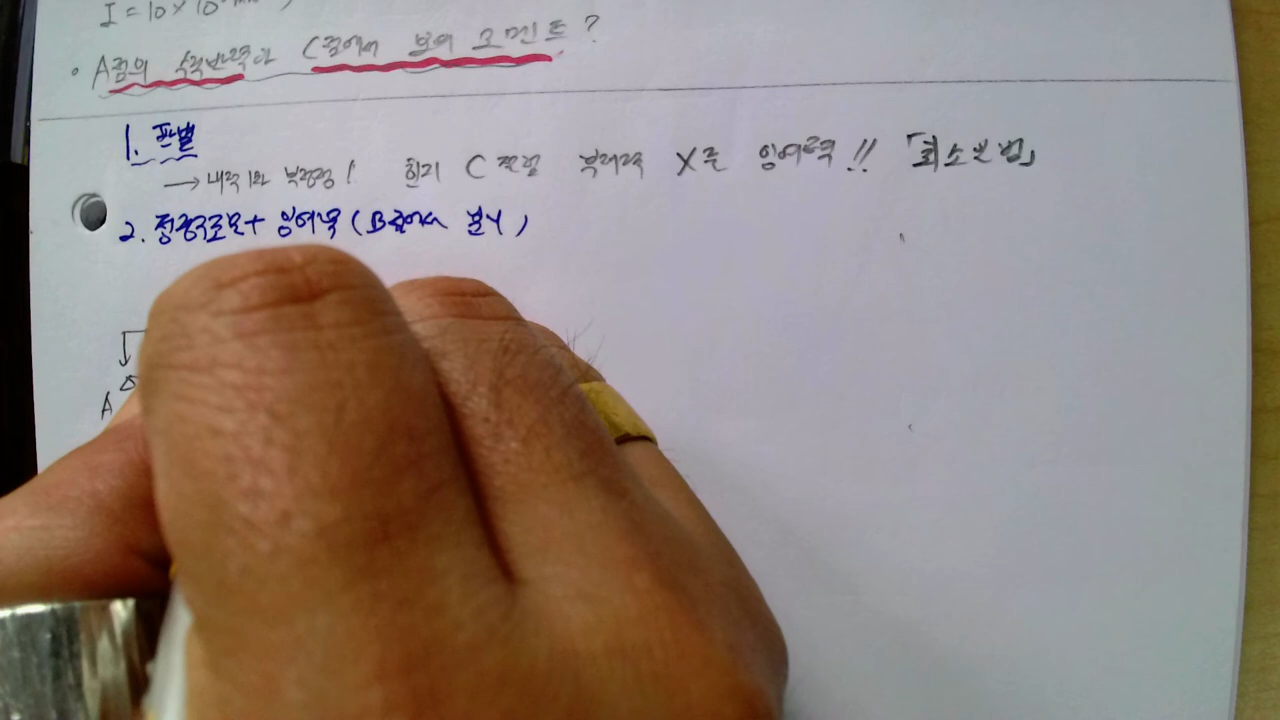 I = 10 × 10
• A점의 수직반력과 C점에서 보의 모멘트?
1. 판별
→ 내적 1차 부정정! 힌지 C 절점 부재력 X를 잉여력!! 「최소일법」
2. 정정구조물 + 잉여력 (B점에서 분리)
A